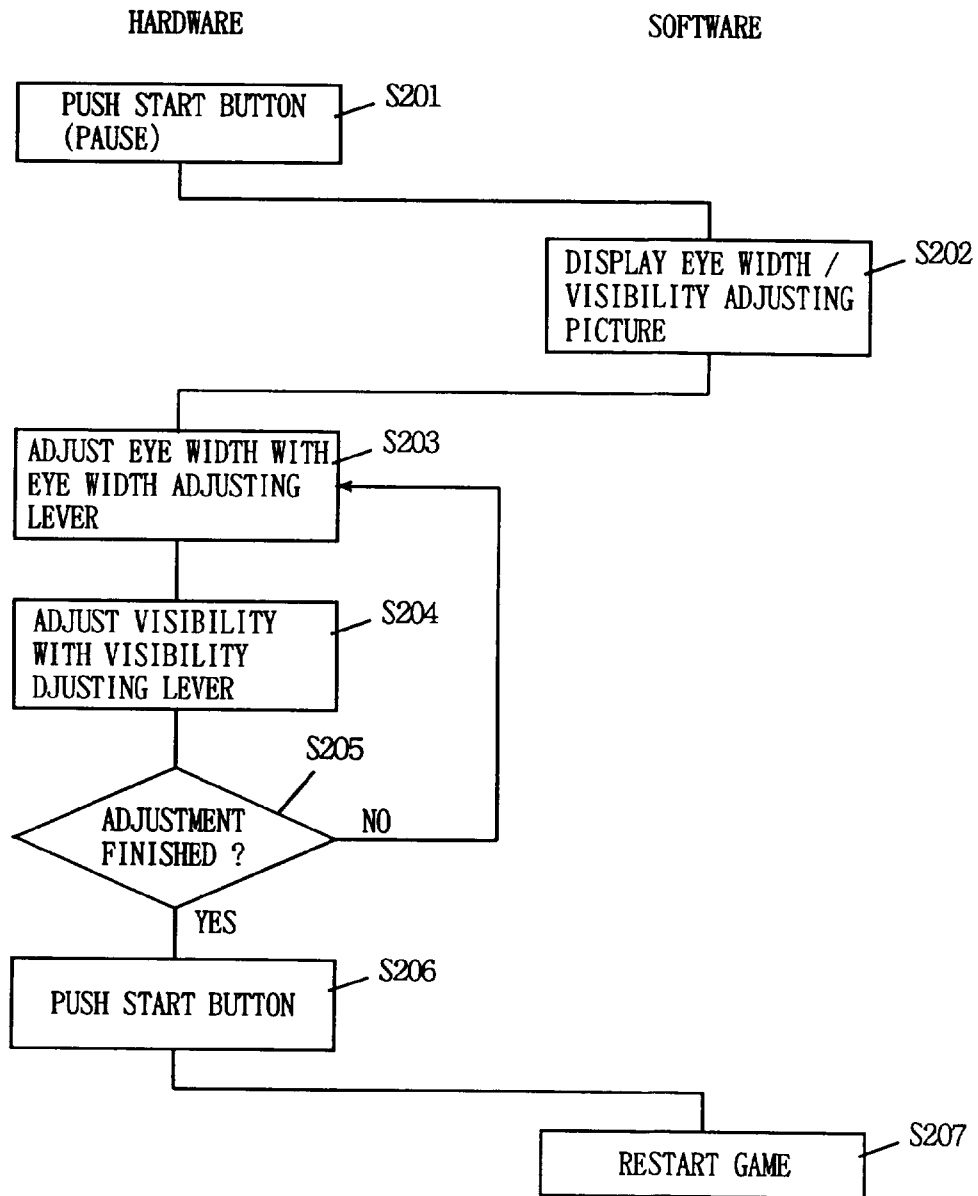 HARDWARE
SOFTWARE
PUSH START BUTTON
(PAUSE)
S201
DISPLAY EYE WIDTH /
VISIBILITY ADJUSTING
PICTURE
S202
ADJUST EYE WIDTH WITH
EYE WIDTH ADJUSTING
LEVER
S203
ADJUST VISIBILITY
WITH VISIBILITY
DJUSTING LEVER
S204
S205
ADJUSTMENT
FINISHED ?
NO
YES
PUSH START BUTTON
S206
RESTART GAME
S207